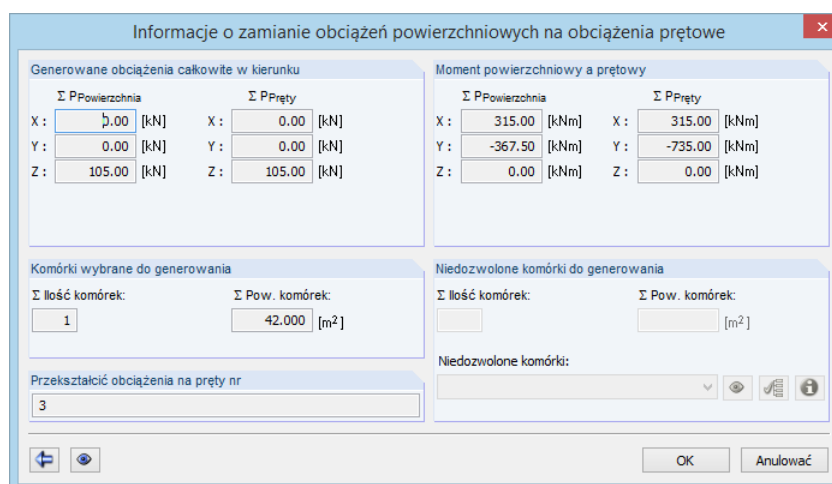 Informacje o zamianie obciążeń powierzchniowych na obciążenia prętowe
Generowane obciążenia całkowite w kierunku
Σ PPowierzchnia Σ PPręty
X : 0.00 [kN] X : 0.00 [kN]
Y : 0.00 [kN] Y : 0.00 [kN]
Z : 105.00 [kN] Z : 105.00 [kN]
Moment powierzchniowy a prętowy
Σ PPowierzchnia Σ PPręty
X : 315.00 [kNm] X : 315.00 [kNm]
Y : -367.50 [kNm] Y : -735.00 [kNm]
Z : 0.00 [kNm] Z : 0.00 [kNm]
Komórki wybrane do generowania
Σ Ilość komórek: Σ Pow. komórek:
1 42.000 [m²]
Niedozwolone komórki do generowania
Σ Ilość komórek: Σ Pow. komórek:
[m²]
Niedozwolone komórki:
Przekształcić obciążenia na pręty nr
3
OK Anulować